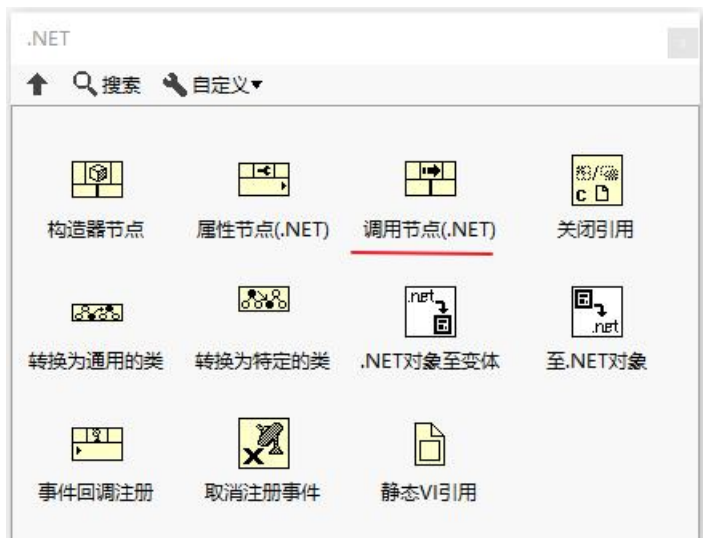 .NET
搜索 自定义▾
构造器节点 属性节点(.NET) 调用节点(.NET) 关闭引用
转换为通用的类 转换为特定的类 .NET对象至变体 至.NET对象
事件回调注册 取消注册事件 静态VI引用
.net
.net
C